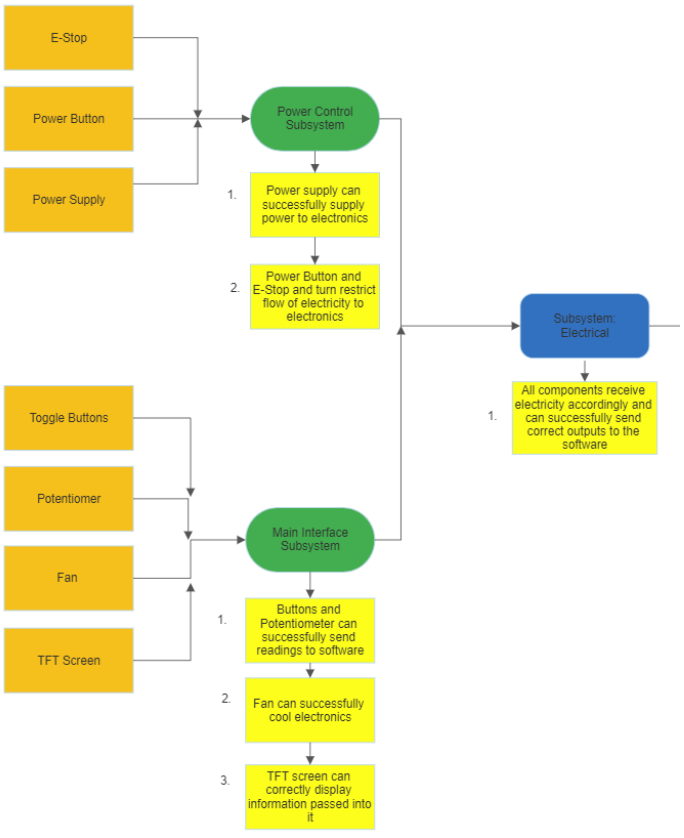 E-Stop
Power Button
Power Supply
Power Control
Subsystem
1.
Power supply can
successfully supply
power to electronics
2.
Power Button and
E-Stop and turn restrict
flow of electricity to
electronics
Subsystem:
Electrical
1.
All components receive
electricity accordingly and
can successfully send
correct outputs to the
software
Toggle Buttons
Potentiomer
Fan
TFT Screen
Main Interface
Subsystem
1.
Buttons and
Potentiometer can
successfully send
readings to software
2.
Fan can successfully
cool electronics
3.
TFT screen can
correctly display
information passed into
it